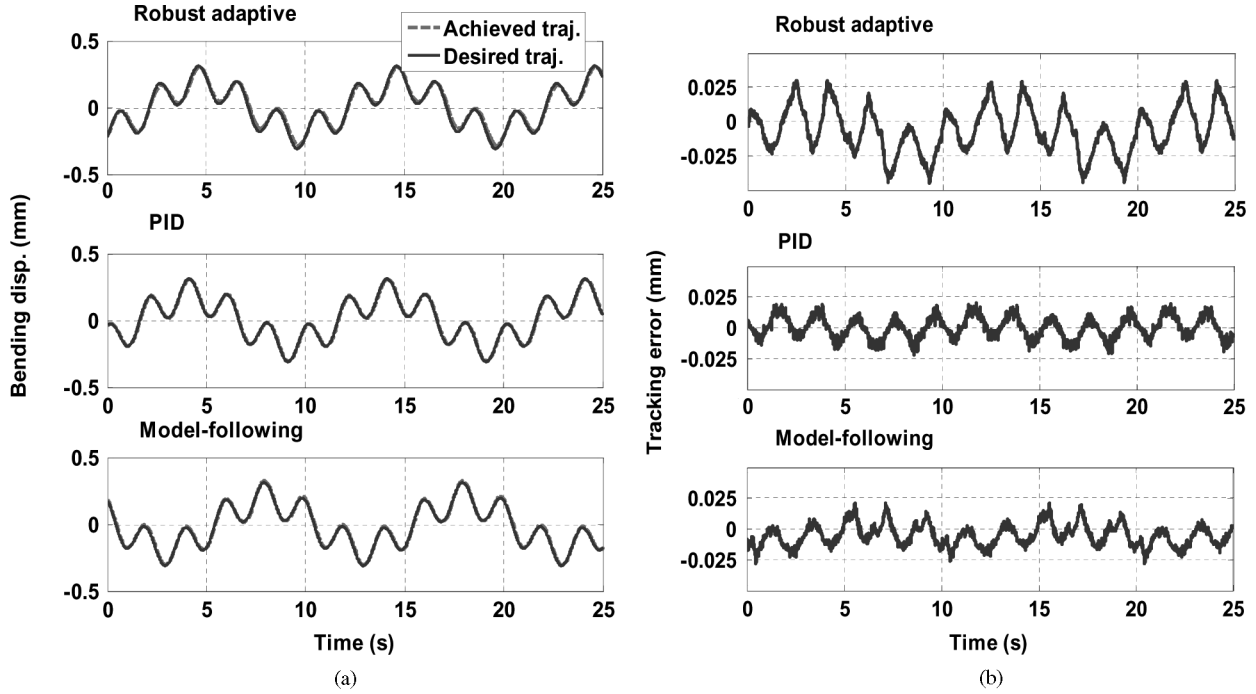 Robust adaptive
Achieved traj.
Desired traj.
0.5
0
-0.5
0 5 10 15 20 25
PID
0.5
0
-0.5
0 5 10 15 20 25
Model-following
0.5
0
-0.5
0 5 10 15 20 25
Bending disp. (mm)
Time (s)
(a)
Robust adaptive
0.025
0
-0.025
0 5 10 15 20 25
PID
0.025
0
-0.025
0 5 10 15 20 25
Model-following
0.025
0
-0.025
0 5 10 15 20 25
Tracking error (mm)
Time (s)
(b)